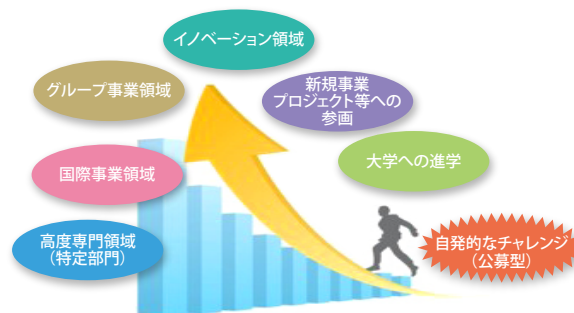 イノベーション領域
グループ事業領域
新規事業
プロジェクト等への
参画
大学への進学
国際事業領域
高度専門領域
（特定部門）
自発的なチャレンジ
（公募型）